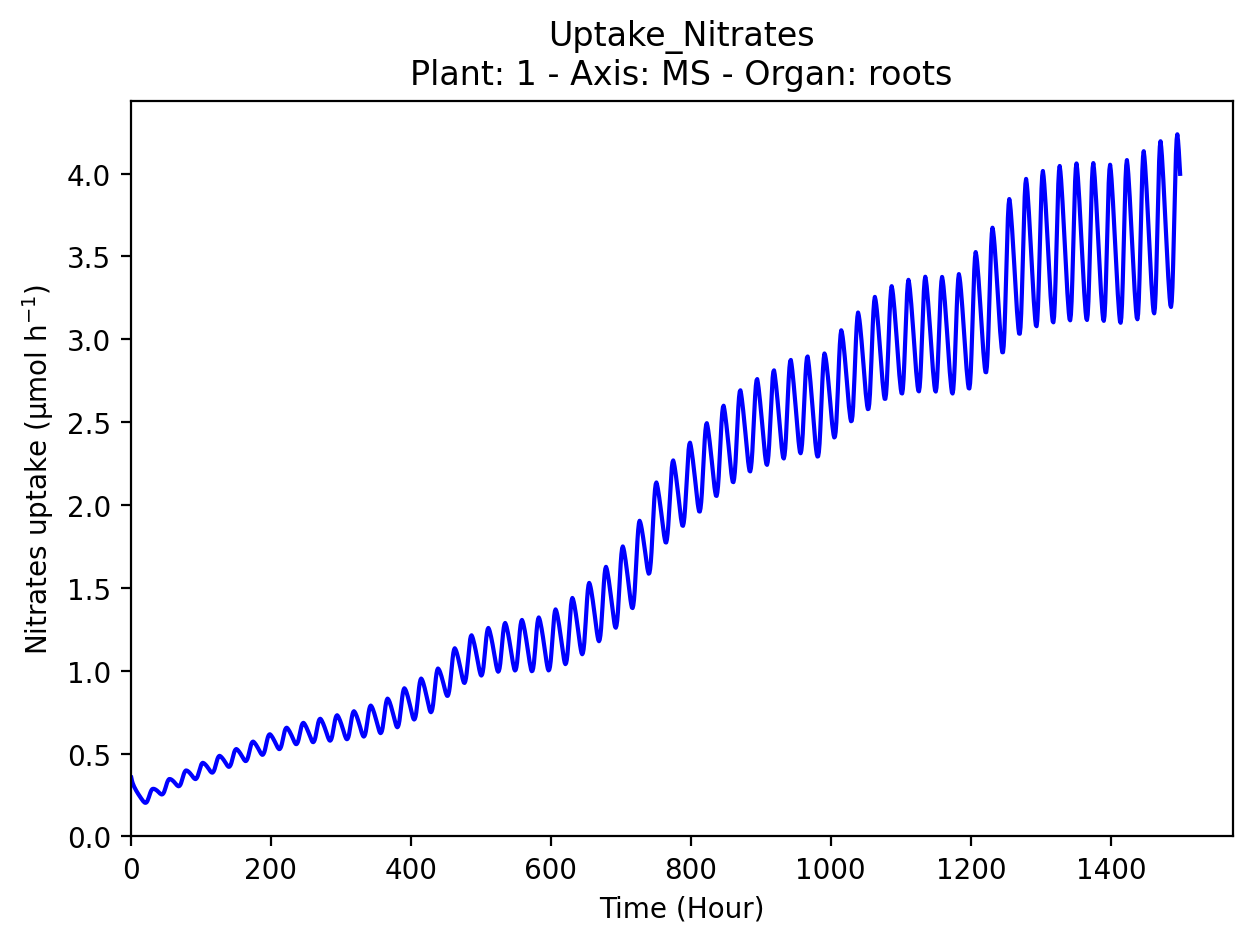 Uptake_Nitrates
Plant: 1 - Axis: MS - Organ: roots
Nitrates uptake (µmol h⁻¹)
4.0
3.5
3.0
2.5
2.0
1.5
1.0
0.5
0.0
0 200 400 600 800 1000 1200 1400
Time (Hour)